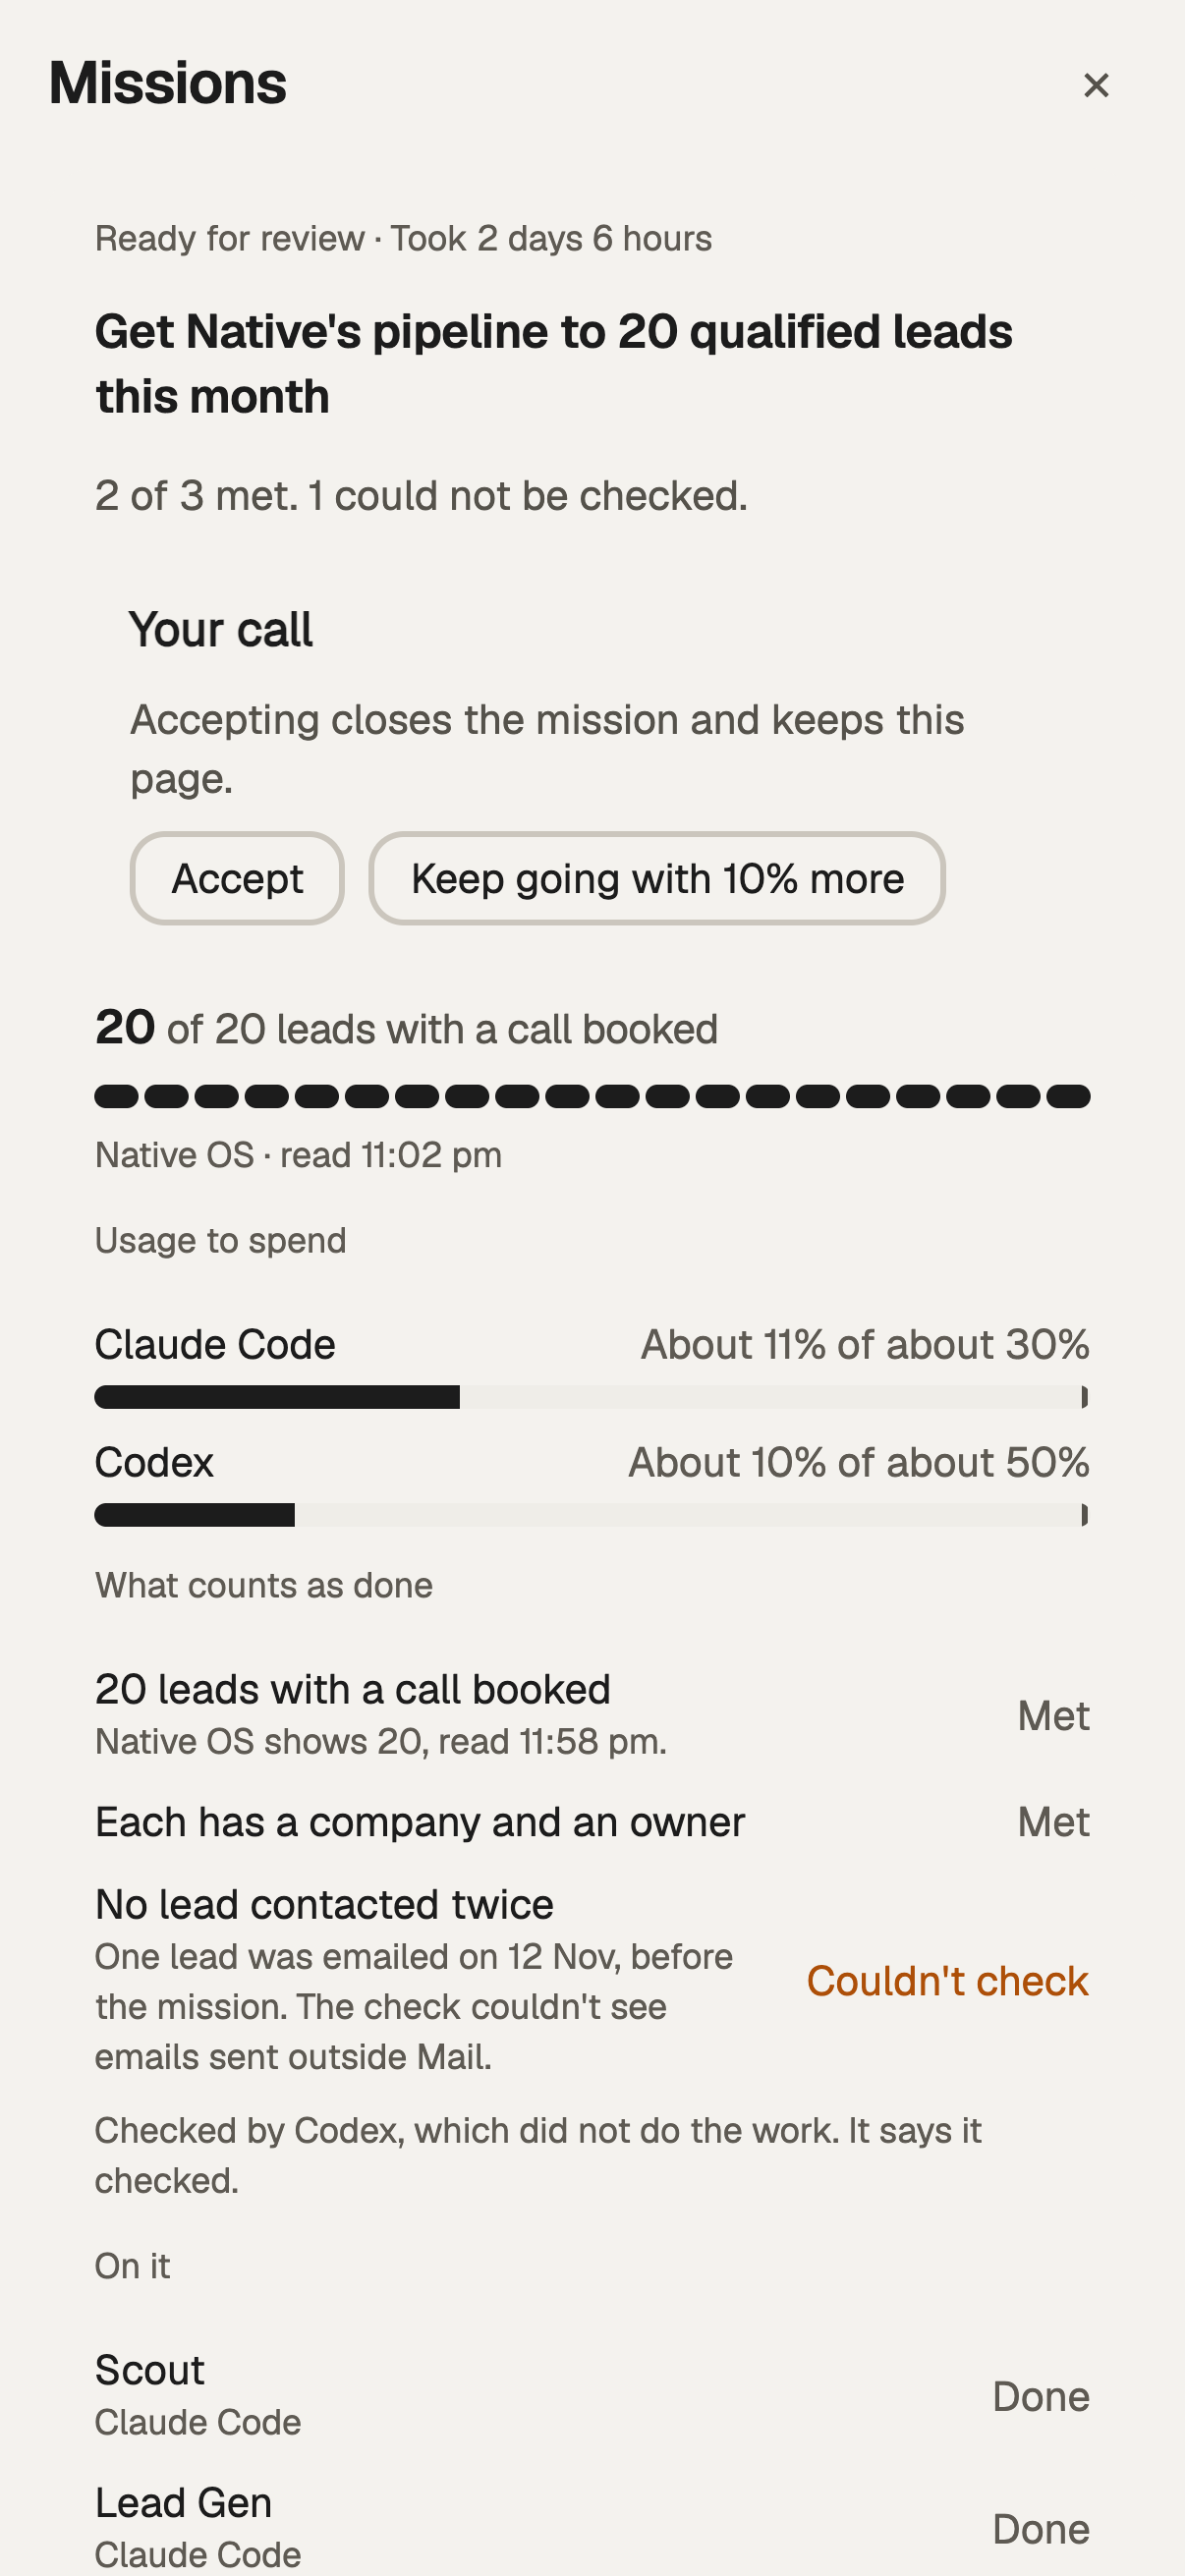 Missions
×
Ready for review · Took 2 days 6 hours
Get Native's pipeline to 20 qualified leads
this month
2 of 3 met. 1 could not be checked.
Your call
Accepting closes the mission and keeps this
page.
Accept
Keep going with 10% more
20 of 20 leads with a call booked
Native OS · read 11:02 pm
Usage to spend
Claude Code
About 11% of about 30%
Codex
About 10% of about 50%
What counts as done
20 leads with a call booked
Native OS shows 20, read 11:58 pm.
Met
Each has a company and an owner
Met
No lead contacted twice
One lead was emailed on 12 Nov, before
the mission. The check couldn't see
emails sent outside Mail.
Couldn't check
Checked by Codex, which did not do the work. It says it
checked.
On it
Scout
Claude Code
Done
Lead Gen
Claude Code
Done